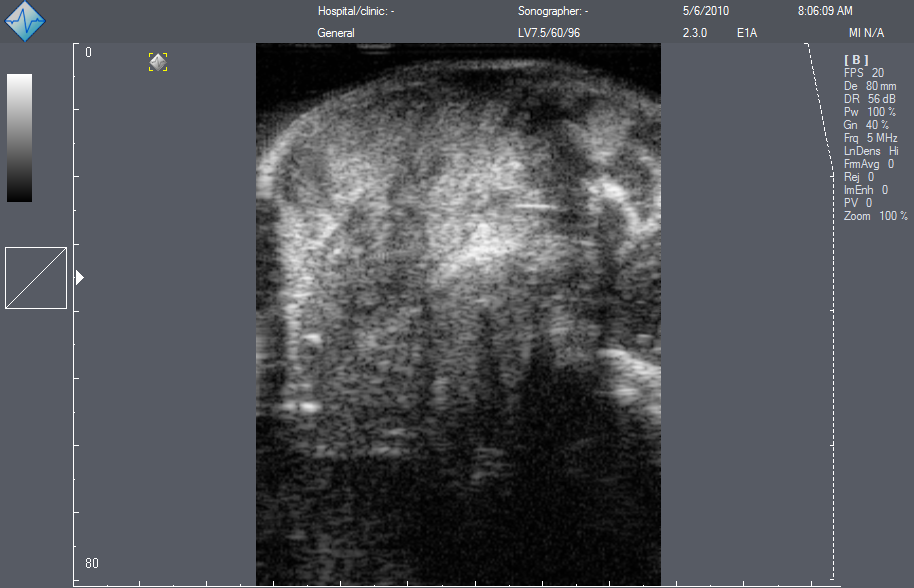 Hospital/clinic: - Sonographer: - 5/6/2010 8:06:09 AM
General LV7.5/60/96 2.3.0 E1A MI N/A
0
[ B ]
FPS 20
De 80 mm
DR 56 dB
Pw 100 %
Gn 40 %
Frq 5 MHz
LnDens Hi
FrmAvg 0
Rej 0
ImEnh 0
PV 0
Zoom 100 %
80